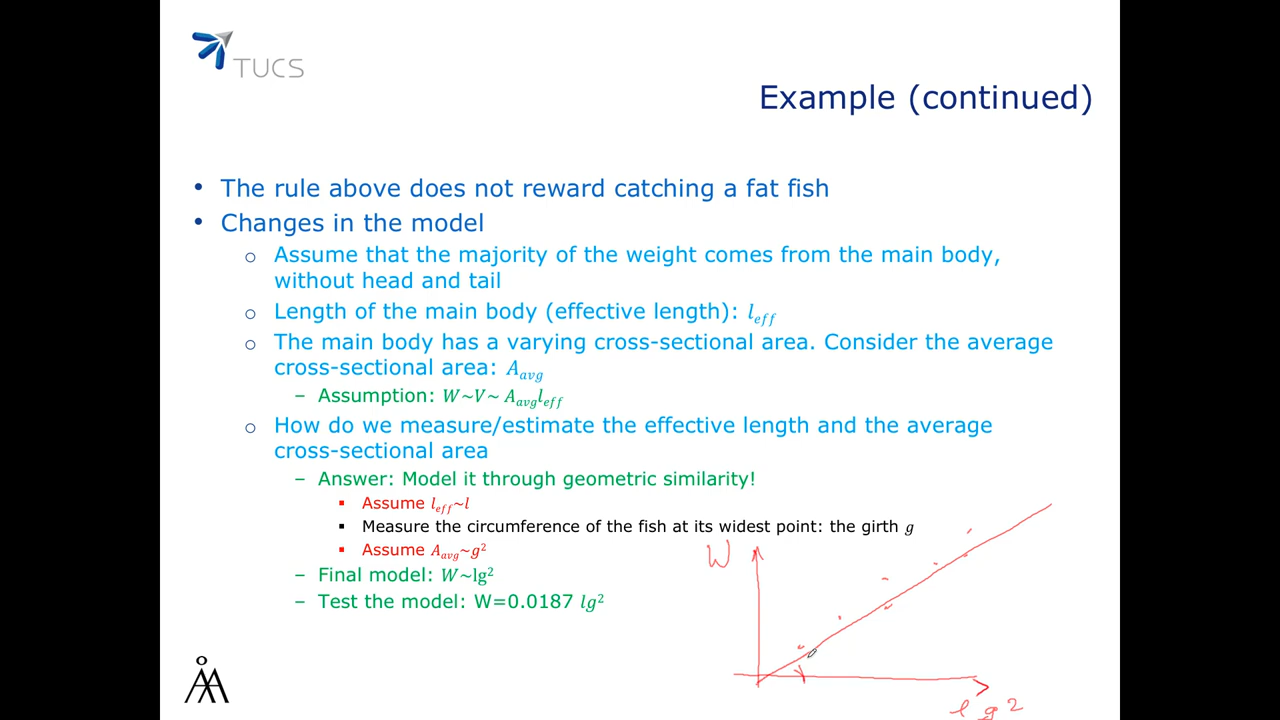 TUCS
Example (continued)
• The rule above does not reward catching a fat fish
• Changes in the model
o Assume that the majority of the weight comes from the main body,
without head and tail
o Length of the main body (effective length): l_eff
o The main body has a varying cross-sectional area. Consider the average
cross-sectional area: A_avg
– Assumption: W~V~ A_avg l_eff
o How do we measure/estimate the effective length and the average
cross-sectional area
– Answer: Model it through geometric similarity!
▪ Assume l_eff~l
▪ Measure the circumference of the fish at its widest point: the girth g
▪ Assume A_avg~g²
– Final model: W~lg²
– Test the model: W=0.0187 lg²
W
l g 2